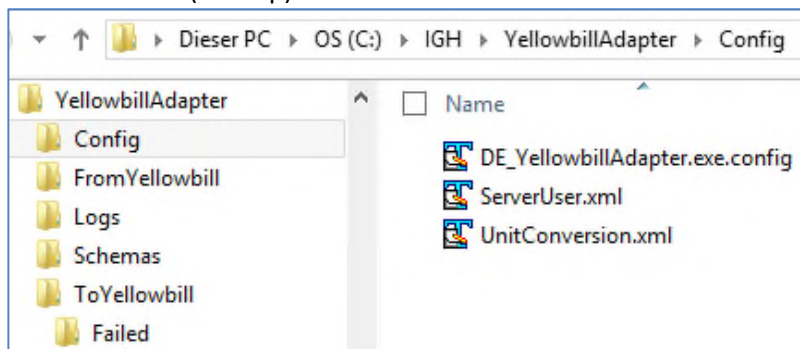 Dieser PC ▸ OS (C:) ▸ IGH ▸ YellowbillAdapter ▸ Config
YellowbillAdapter
Config
FromYellowbill
Logs
Schemas
ToYellowbill
Failed
Name
DE_YellowbillAdapter.exe.config
ServerUser.xml
UnitConversion.xml